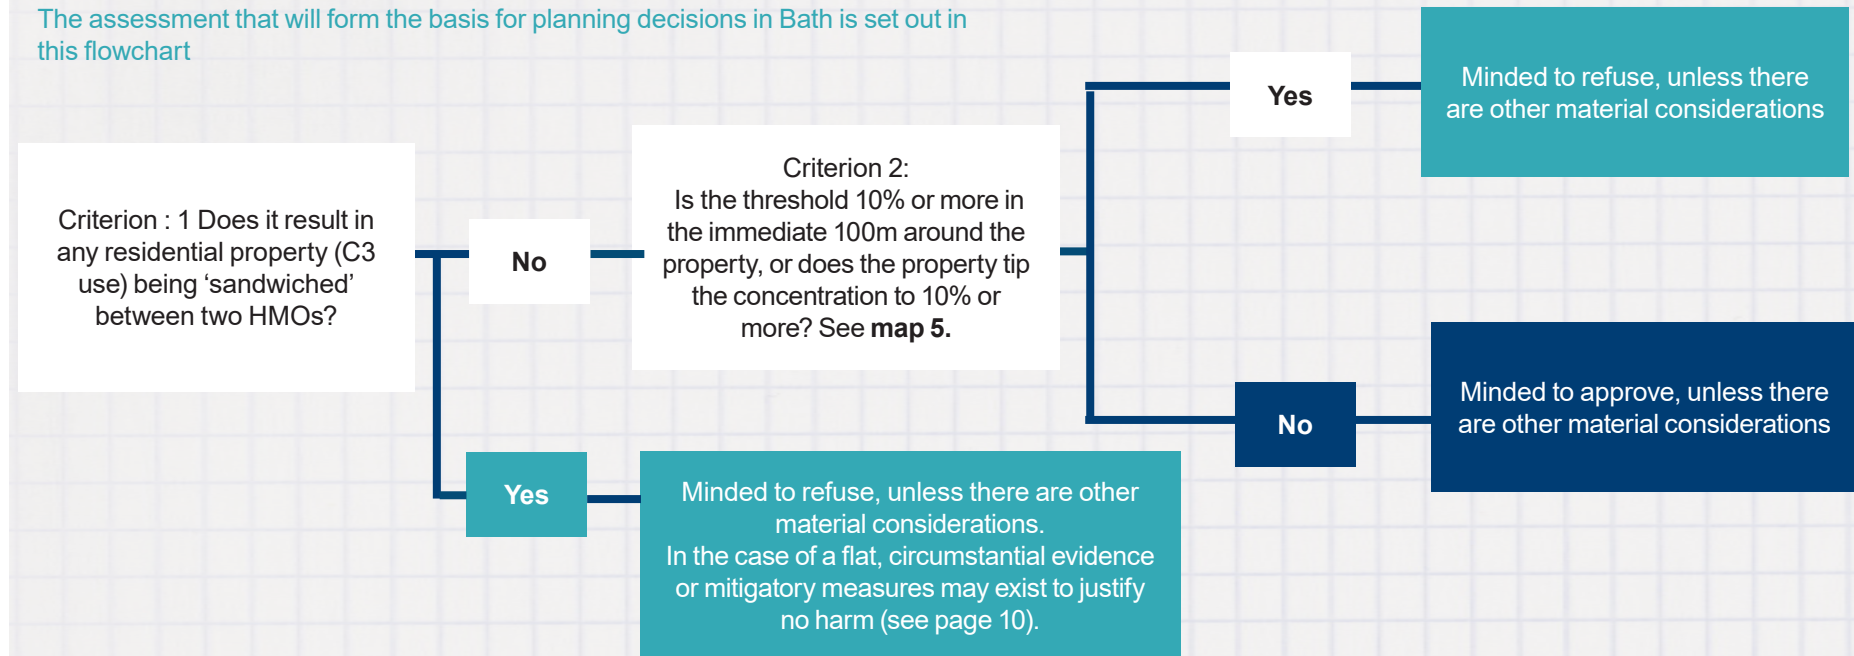 The assessment that will form the basis for planning decisions in Bath is set out in
this flowchart
Criterion : 1 Does it result in
any residential property (C3
use) being ‘sandwiched’
between two HMOs?
No
Criterion 2:
Is the threshold 10% or more in
the immediate 100m around the
property, or does the property tip
the concentration to 10% or
more? See map 5.
Yes
Minded to refuse, unless there
are other material considerations
No
Minded to approve, unless there
are other material considerations
Yes
Minded to refuse, unless there are other
material considerations.
In the case of a flat, circumstantial evidence
or mitigatory measures may exist to justify
no harm (see page 10).